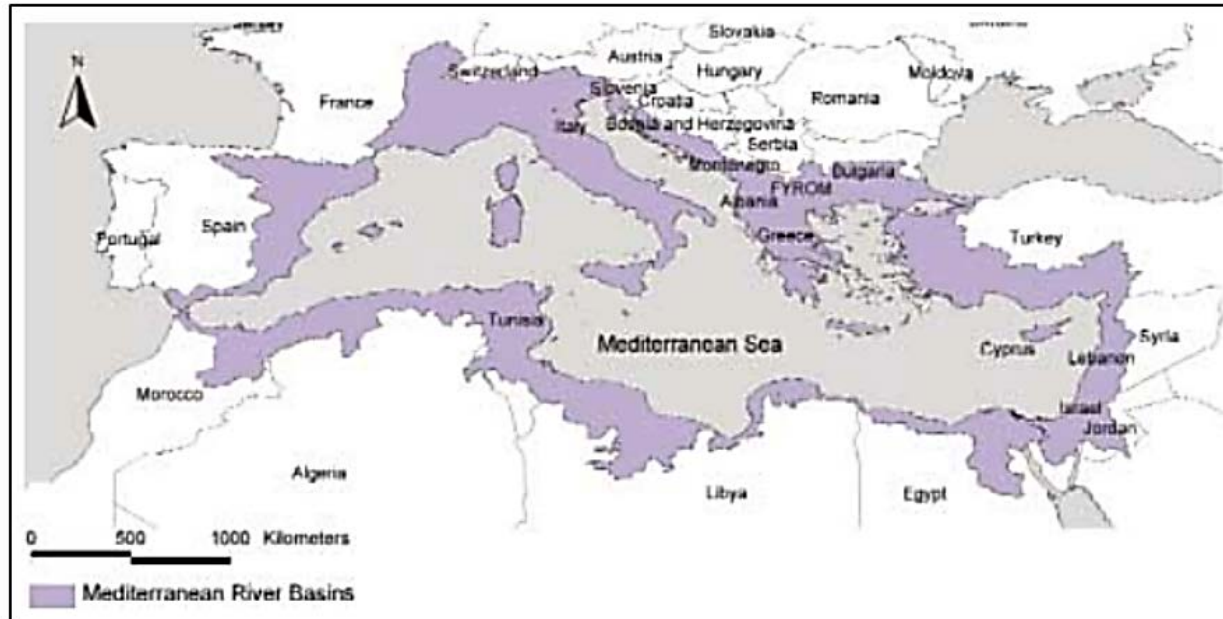 Slovakia
N
Austria
Switzerland
Hungary
Moldova
Slovenia
France
Croatia
Romania
Italy
Bosnia and Herzegovina
Serbia
Montenegro
Bulgaria
FYROM
Albania
Portugal
Spain
Greece
Turkey
Tunisia
Mediterranean Sea
Cyprus
Syria
Lebanon
Morocco
Israel
Jordan
Algeria
Libya
Egypt
0 500 1000 Kilometers
Mediterranean River Basins